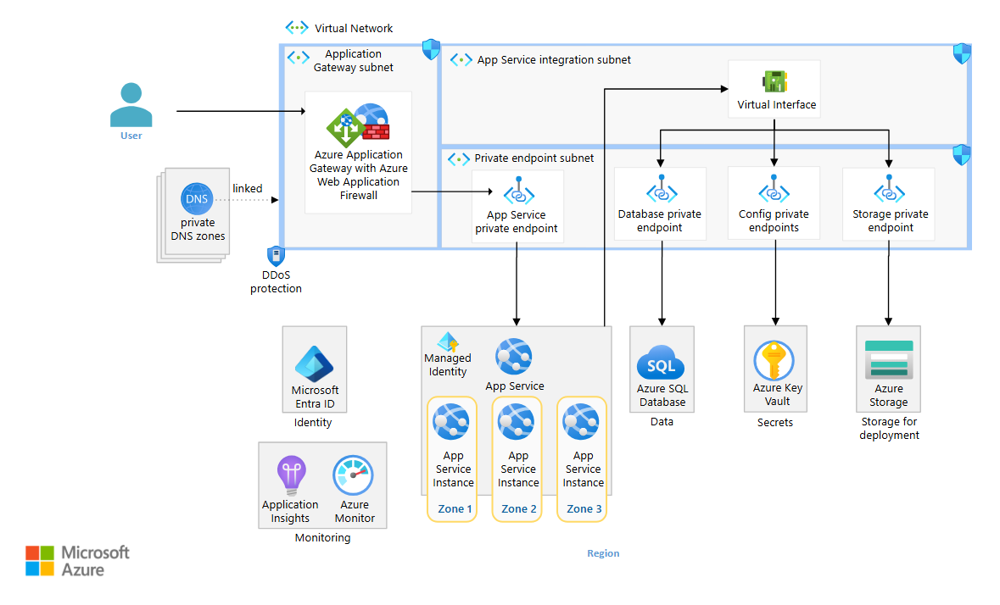 Virtual Network
Application
Gateway subnet
App Service integration subnet
Virtual Interface
User
Azure Application
Gateway with Azure
Web Application
Firewall
Private endpoint subnet
App Service
private endpoint
Database private
endpoint
Config private
endpoints
Storage private
endpoint
DNS
private
DNS zones
linked
DDoS
protection
Microsoft
Entra ID
Identity
Managed
Identity
App Service
App
Service
Instance
Zone 1
App
Service
Instance
Zone 2
App
Service
Instance
Zone 3
SQL
Azure SQL
Database
Data
Azure Key
Vault
Secrets
Azure
Storage
Storage for
deployment
Application
Insights
Azure
Monitor
Monitoring
Region
Microsoft
Azure